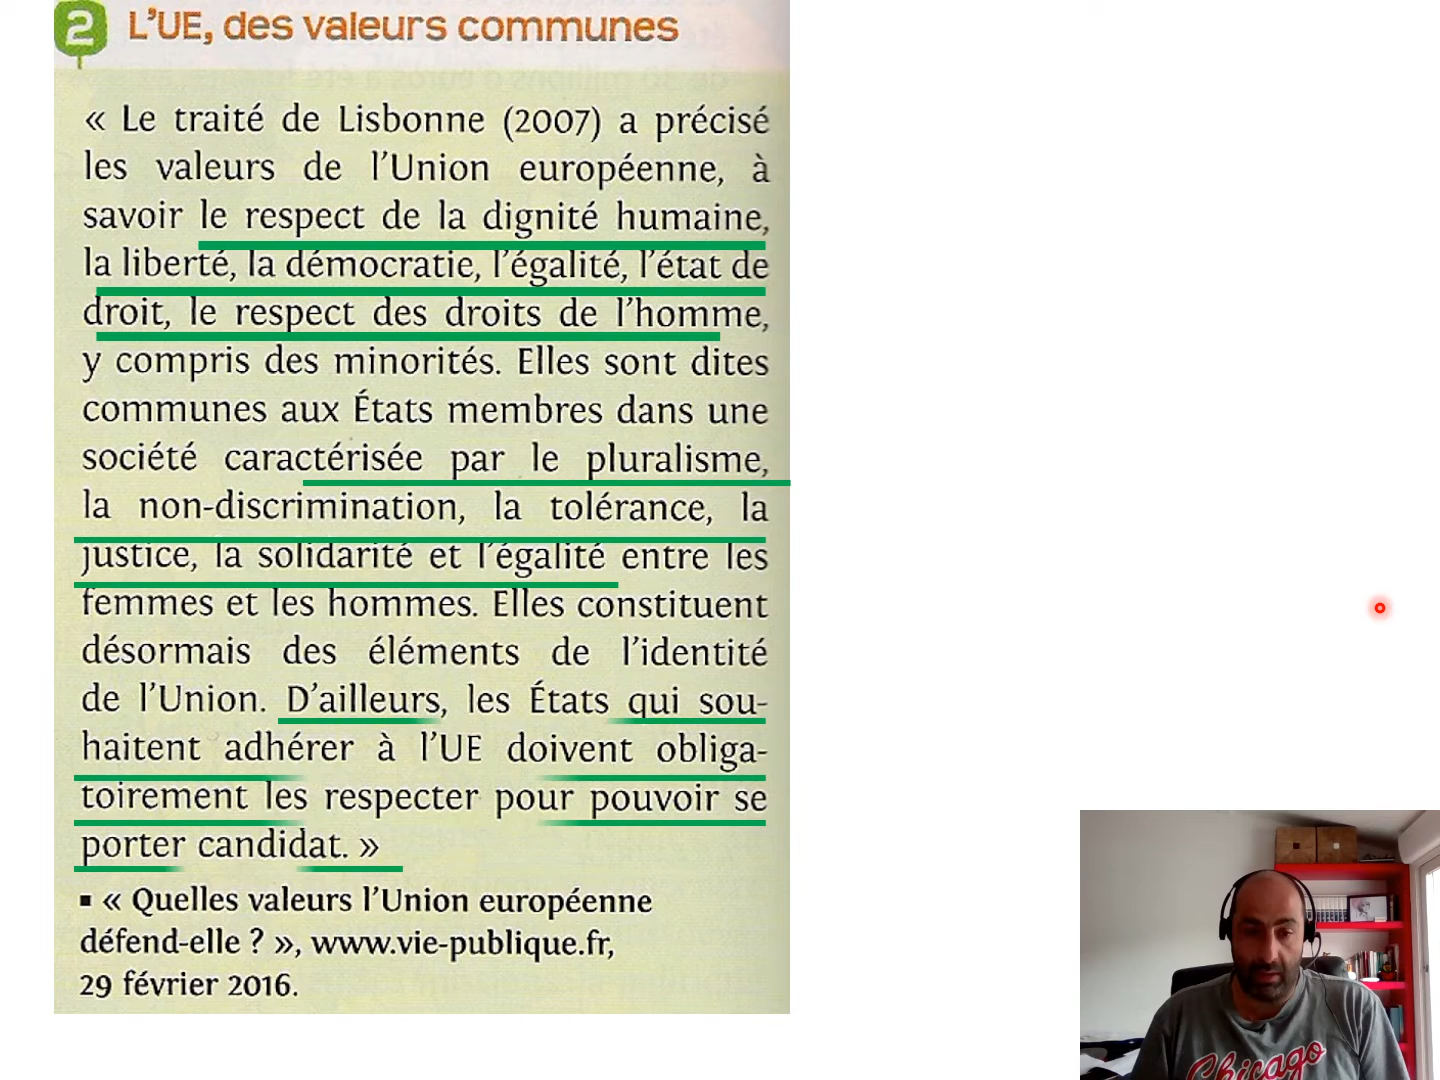 2 L'UE, des valeurs communes
« Le traité de Lisbonne (2007) a précisé
les valeurs de l'Union européenne, à
savoir le respect de la dignité humaine,
la liberté, la démocratie, l'égalité, l'état de
droit, le respect des droits de l'homme,
y compris des minorités. Elles sont dites
communes aux États membres dans une
société caractérisée par le pluralisme,
la non-discrimination, la tolérance, la
justice, la solidarité et l'égalité entre les
femmes et les hommes. Elles constituent
désormais des éléments de l'identité
de l'Union. D'ailleurs, les États qui sou-
haitent adhérer à l'UE doivent obliga-
toirement les respecter pour pouvoir se
porter candidat. »
▪ « Quelles valeurs l'Union européenne
défend-elle ? », www.vie-publique.fr,
29 février 2016.
Chicago